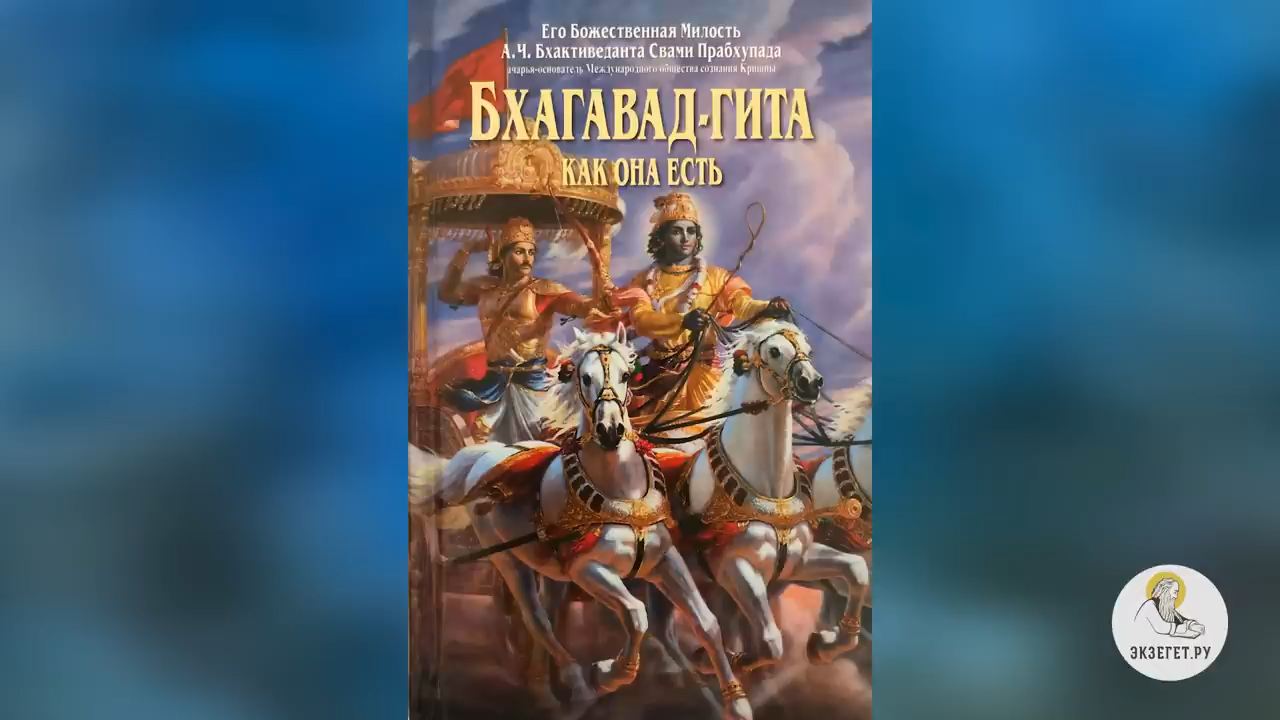 Его Божественная Милость
А.Ч. Бхактиведанта Свами Прабхупада
ачарья-основатель Международного общества сознания Кришны
БХАГАВАД-ГИТА
КАК ОНА ЕСТЬ
ЭКЗЕГЕТ.РУ